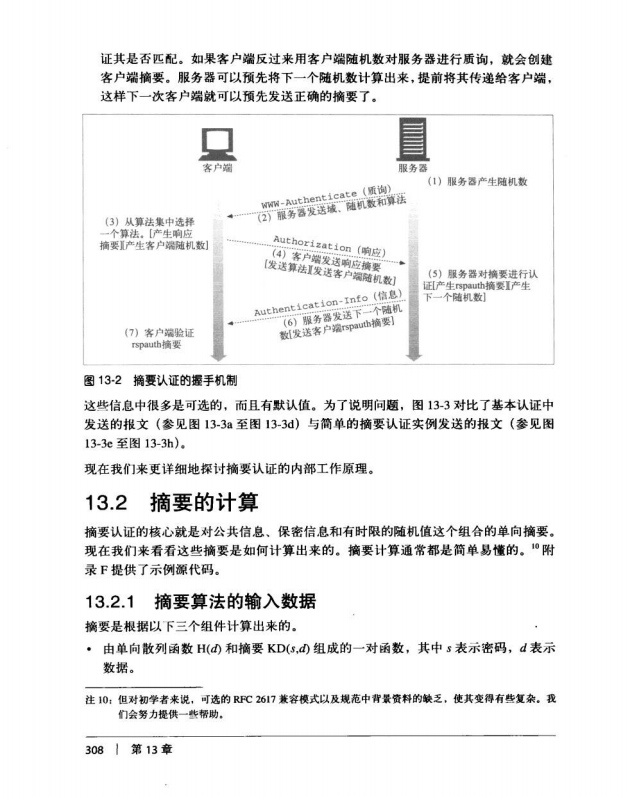 证其是否匹配。如果客户端反过来用客户端随机数对服务器进行质询，就会创建
客户端摘要。服务器可以预先将下一个随机数计算出来，提前将其传递给客户端，
这样下一次客户端就可以预先发送正确的摘要了。
客户端
服务器
（1）服务器产生随机数
WWW-Authenticate（质询）
（2）服务器发送域、随机数和算法
（3）从算法集中选择
一个算法。[产生响应
摘要][产生客户端随机数]
Authorization（响应）
（4）客户端发送响应摘要
[发送算法][发送客户端随机数]
（5）服务器对摘要进行认
证[产生rspauth摘要][产生
下一个随机数]
Authentication-Info（信息）
（6）服务器发送下一个随机
数[发送客户端rspauth摘要]
（7）客户端验证
rspauth摘要
图 13-2 摘要认证的握手机制
这些信息中很多是可选的，而且有默认值。为了说明问题，图 13-3 对比了基本认证中
发送的报文（参见图 13-3a 至图 13-3d）与简单的摘要认证实例发送的报文（参见图
13-3e 至图 13-3h）。
现在我们来更详细地探讨摘要认证的内部工作原理。
13.2 摘要的计算
摘要认证的核心就是对公共信息、保密信息和有时限的随机值这个组合的单向摘要。
现在我们来看看这些摘要是如何计算出来的。摘要计算通常都是简单易懂的。10 附
录 F 提供了示例源代码。
13.2.1 摘要算法的输入数据
摘要是根据以下三个组件计算出来的。
• 由单向散列函数 H(d) 和摘要 KD(s,d) 组成的一对函数，其中 s 表示密码，d 表示
数据。
注 10：但对初学者来说，可选的 RFC 2617 兼容模式以及规范中背景资料的缺乏，使其变得有些复杂。我
们会努力提供一些帮助。
308 | 第 13 章